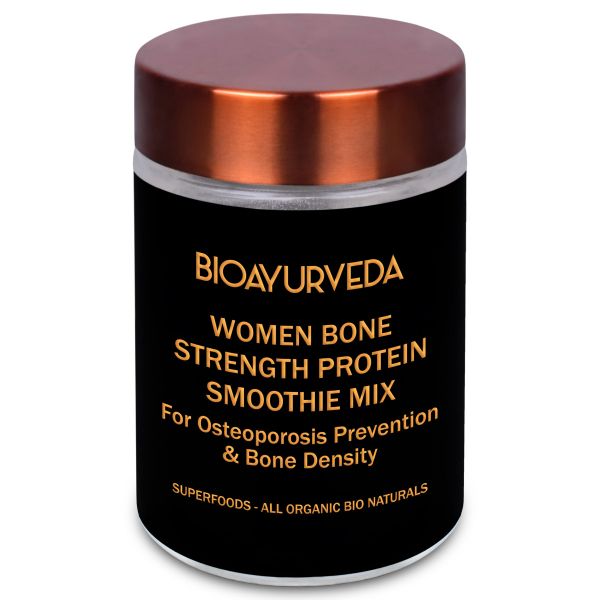 BIOAYURVEDA
WOMEN BONE
STRENGTH PROTEIN
SMOOTHIE MIX
For Osteoporosis Prevention
& Bone Density
SUPERFOODS - ALL ORGANIC BIO NATURALS